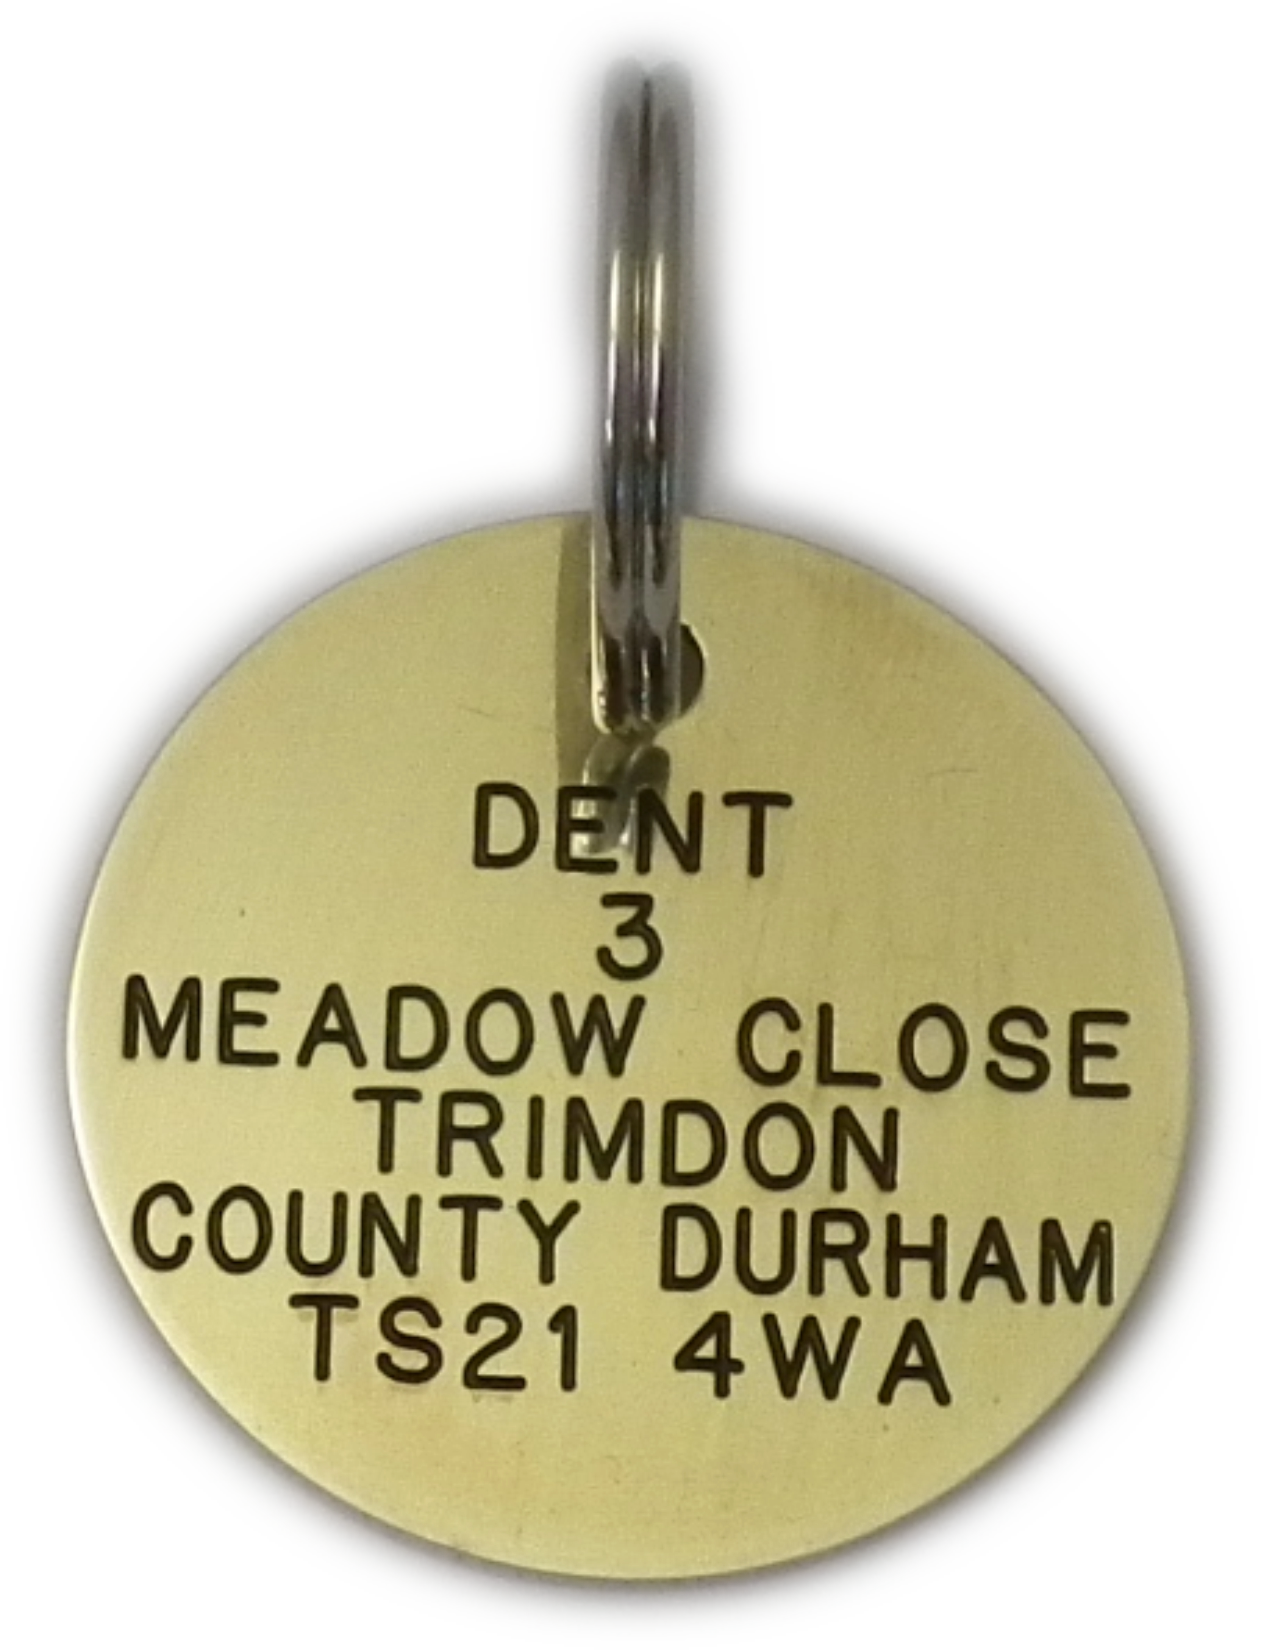 DENT
3
MEADOW CLOSE
TRIMDON
COUNTY DURHAM
TS21 4WA